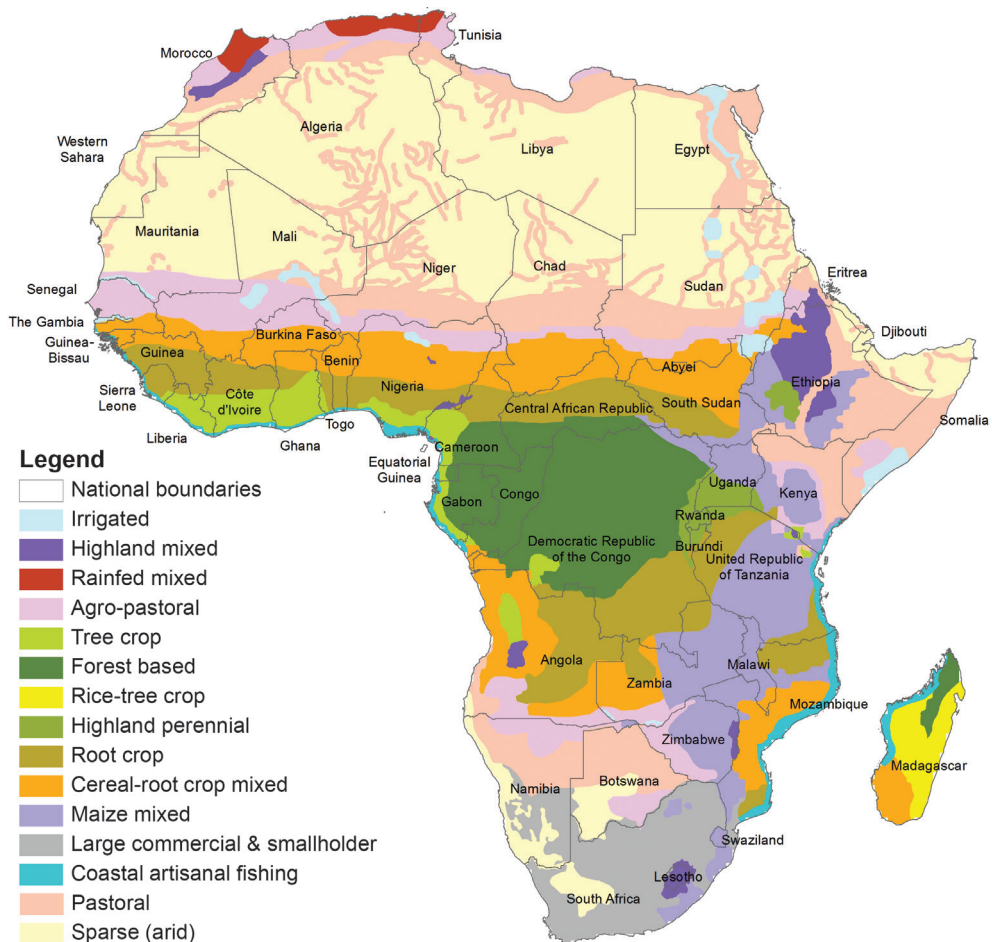 Tunisia
Morocco
Algeria
Western
Sahara
Libya
Egypt
Mauritania
Mali
Niger
Chad
Sudan
Eritrea
Senegal
The Gambia
Guinea-
Bissau
Burkina Faso
Djibouti
Guinea
Benin
Abyei
Ethiopia
Sierra
Leone
Côte
d'Ivoire
Nigeria
Central African Republic
South Sudan
Somalia
Liberia
Ghana
Togo
Cameroon
Equatorial
Guinea
Uganda
Kenya
Gabon
Congo
Rwanda
Democratic Republic
of the Congo
Burundi
United Republic
of Tanzania
Angola
Malawi
Zambia
Mozambique
Zimbabwe
Madagascar
Namibia
Botswana
Swaziland
Lesotho
South Africa
Legend
National boundaries
Irrigated
Highland mixed
Rainfed mixed
Agro-pastoral
Tree crop
Forest based
Rice-tree crop
Highland perennial
Root crop
Cereal-root crop mixed
Maize mixed
Large commercial & smallholder
Coastal artisanal fishing
Pastoral
Sparse (arid)